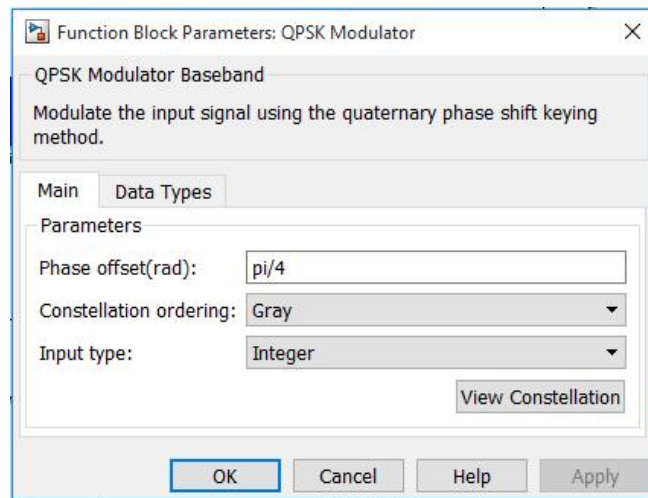 Function Block Parameters: QPSK Modulator
QPSK Modulator Baseband
Modulate the input signal using the quaternary phase shift keying
method.
Main
Data Types
Parameters
Phase offset(rad): pi/4
Constellation ordering: Gray
Input type: Integer
View Constellation
OK
Cancel
Help
Apply